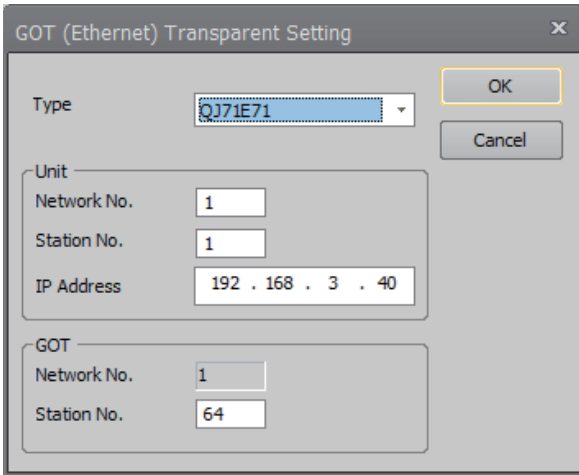 GOT (Ethernet) Transparent Setting
Type QJ71E71
OK
Cancel
Unit
Network No. 1
Station No. 1
IP Address 192 . 168 . 3 . 40
GOT
Network No. 1
Station No. 64